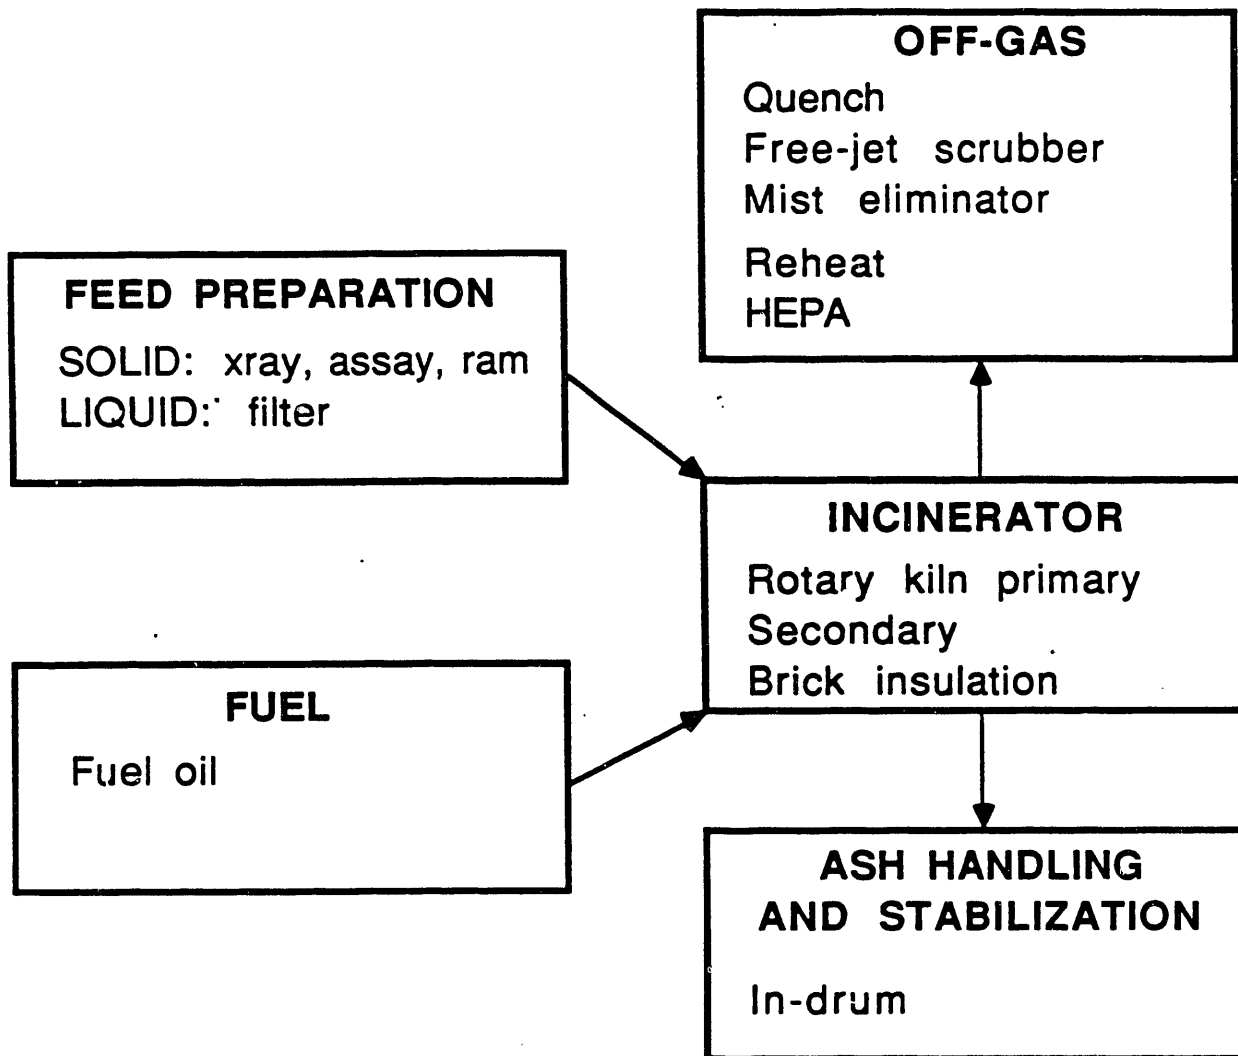 OFF-GAS
Quench
Free-jet scrubber
Mist eliminator
Reheat
HEPA
FEED PREPARATION
SOLID: xray, assay, ram
LIQUID: filter
INCINERATOR
Rotary kiln primary
Secondary
Brick insulation
FUEL
Fuel oil
ASH HANDLING
AND STABILIZATION
In-drum